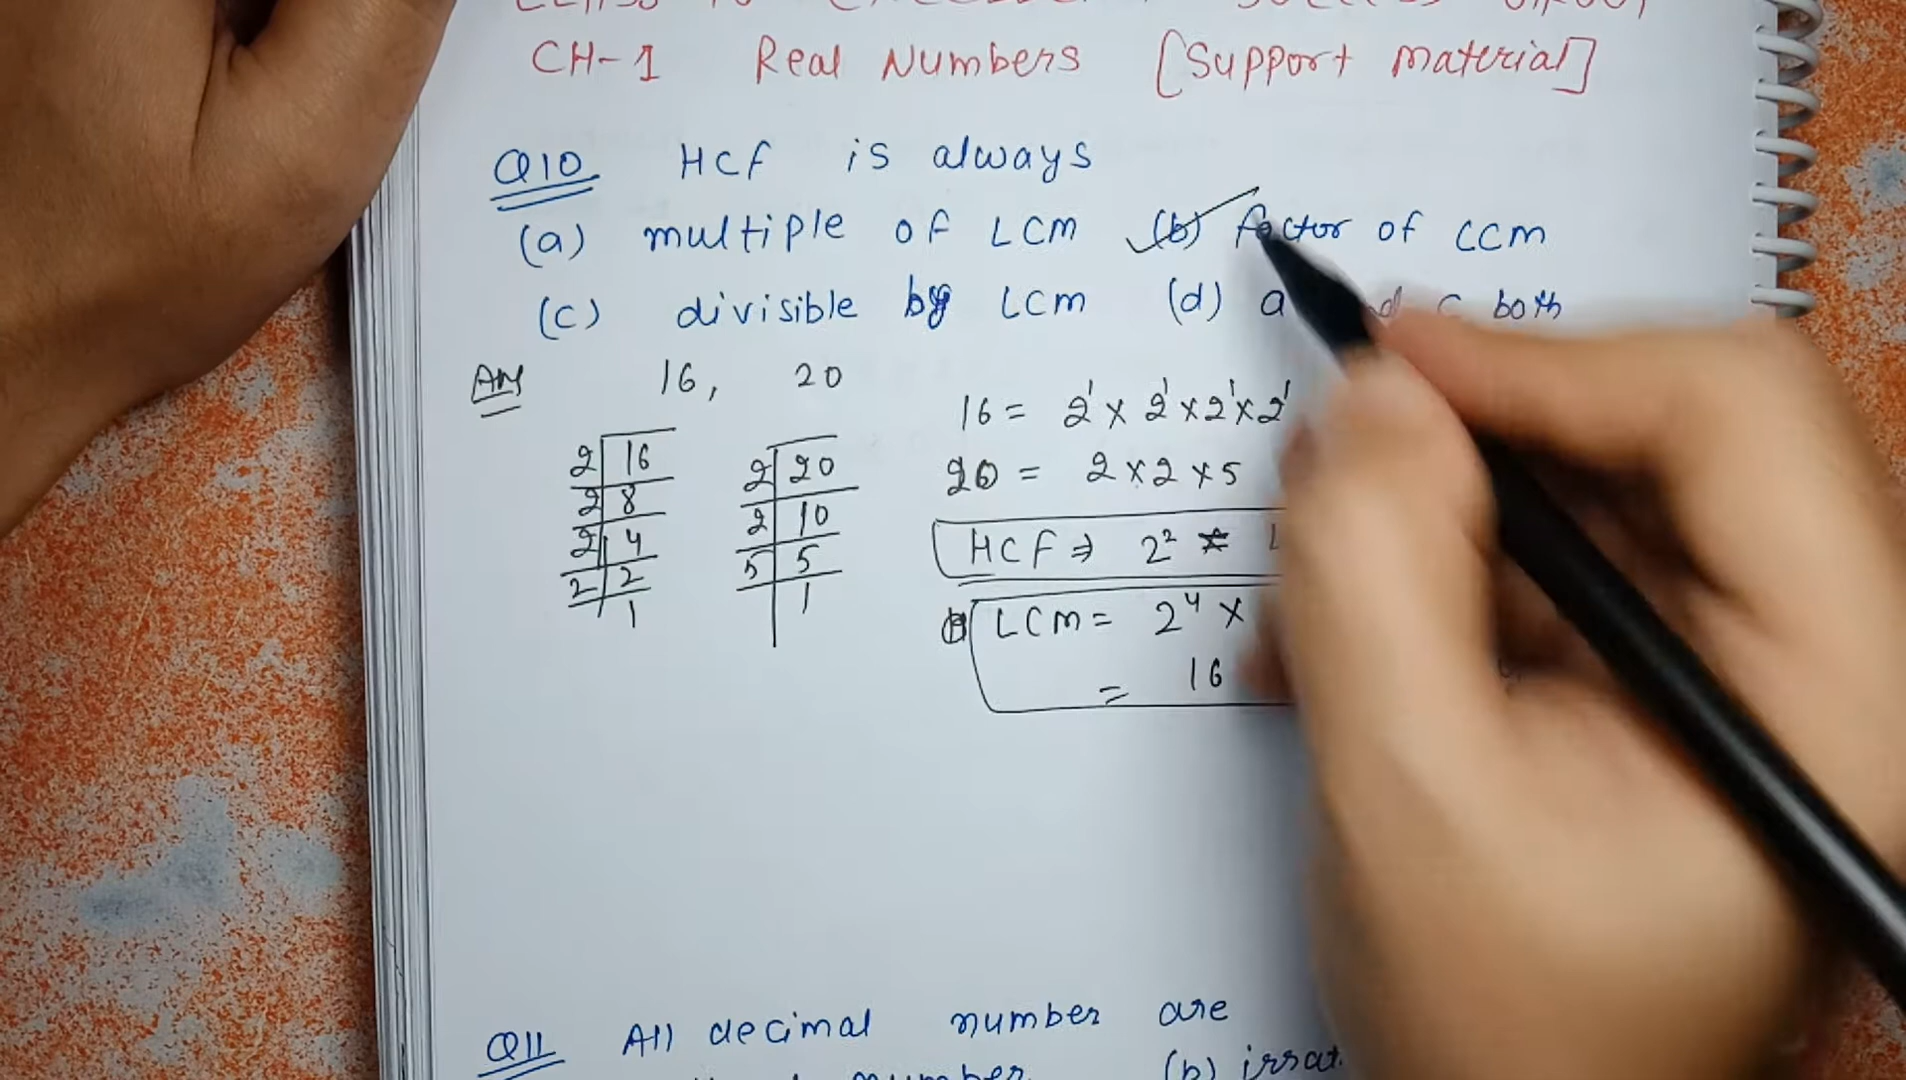 CH-1 Real Numbers [Support Material]
Q10 HCF is always
(a) multiple of LCM (b) factor of CCM
(c) divisible by LCM (d) a c both
Ans 16, 20
2 16
2 8
2 4
2 2
1
2 20
2 10
5 5
1
16 = 2¹ × 2¹ × 2¹ × 2¹
20 = 2 × 2 × 5
HCF ⇒ 2²
LCM = 2⁴ ×
= 16
Q11 All decimal number are
number (b)